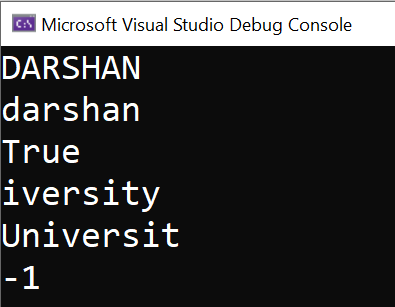 C:\ Microsoft Visual Studio Debug Console
DARSHAN
darshan
True
iversity
Universit
-1